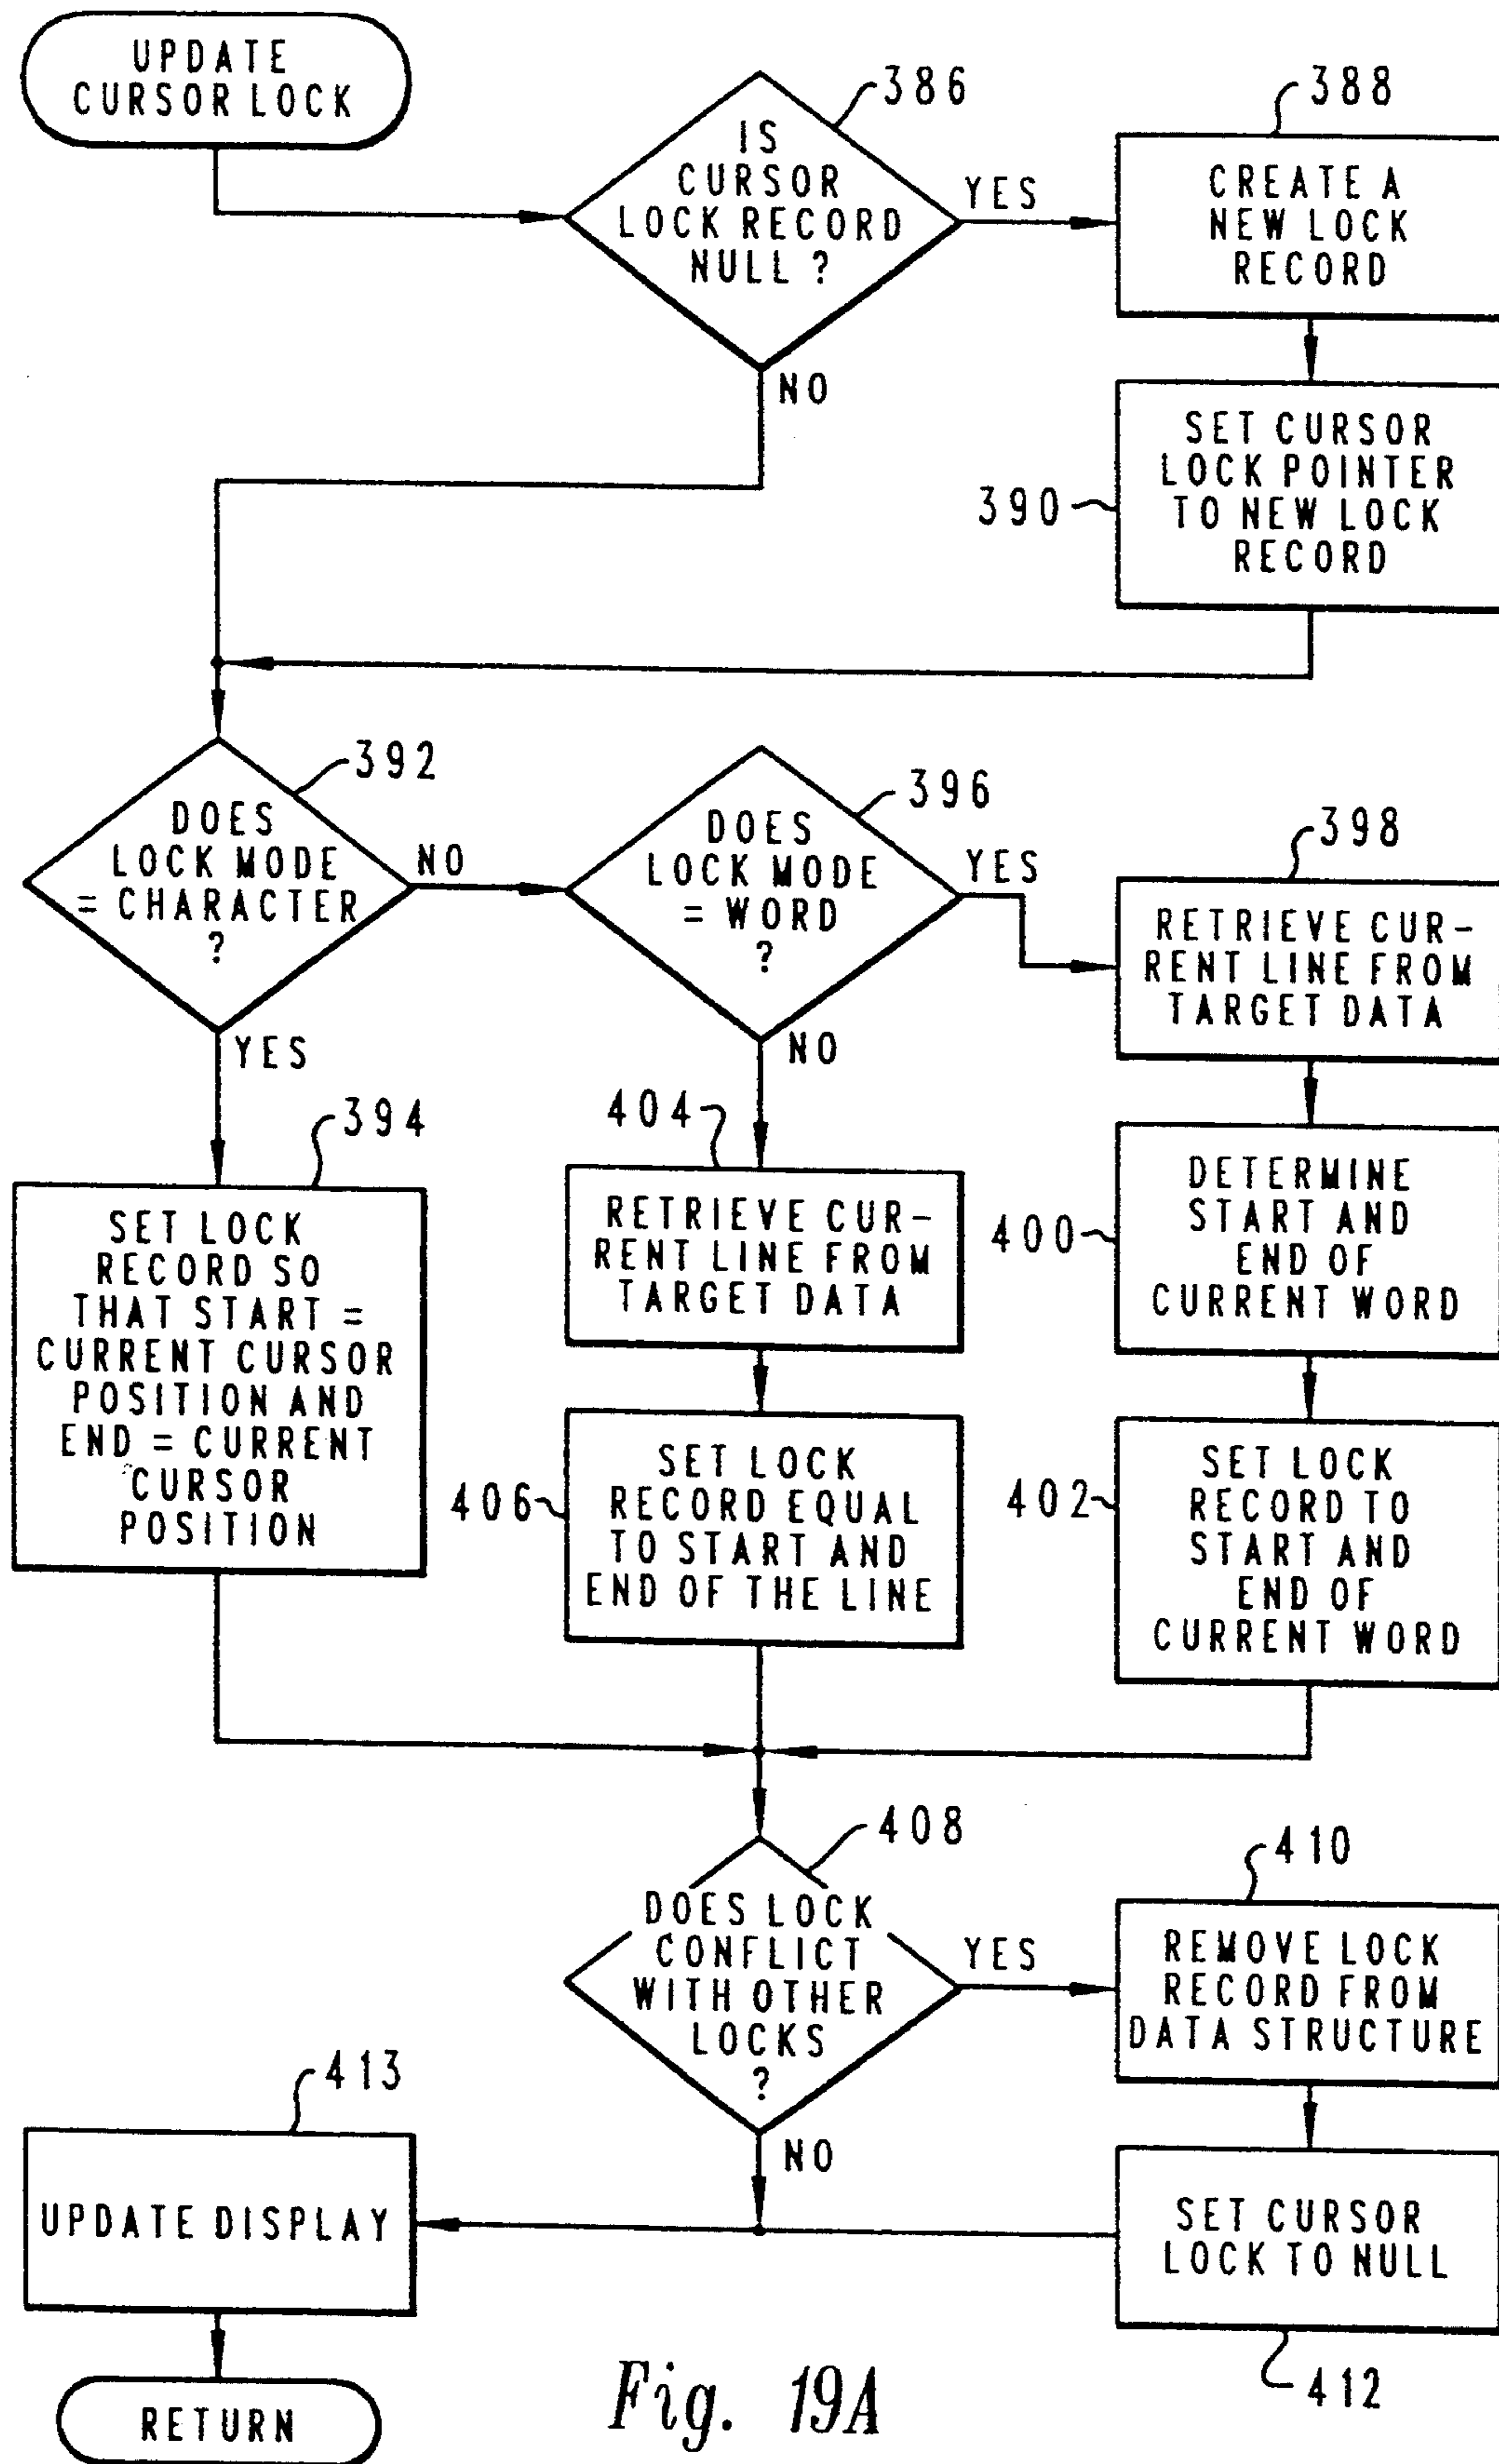 UPDATE
CURSOR LOCK
386
IS
CURSOR
LOCK RECORD
NULL ?
YES
NO
388
CREATE A
NEW LOCK
RECORD
390
SET CURSOR
LOCK POINTER
TO NEW LOCK
RECORD
392
DOES
LOCK MODE
= CHARACTER
?
NO
YES
396
DOES
LOCK MODE
= WORD
?
YES
NO
398
RETRIEVE CUR-
RENT LINE FROM
TARGET DATA
394
SET LOCK
RECORD SO
THAT START =
CURRENT CURSOR
POSITION AND
END = CURRENT
CURSOR
POSITION
404
RETRIEVE CUR-
RENT LINE FROM
TARGET DATA
400
DETERMINE
START AND
END OF
CURRENT WORD
406
SET LOCK
RECORD EQUAL
TO START AND
END OF THE LINE
402
SET LOCK
RECORD TO
START AND
END OF
CURRENT WORD
408
DOES LOCK
CONFLICT
WITH OTHER
LOCKS
?
YES
NO
410
REMOVE LOCK
RECORD FROM
DATA STRUCTURE
413
UPDATE DISPLAY
SET CURSOR
LOCK TO NULL
412
RETURN
Fig. 19A